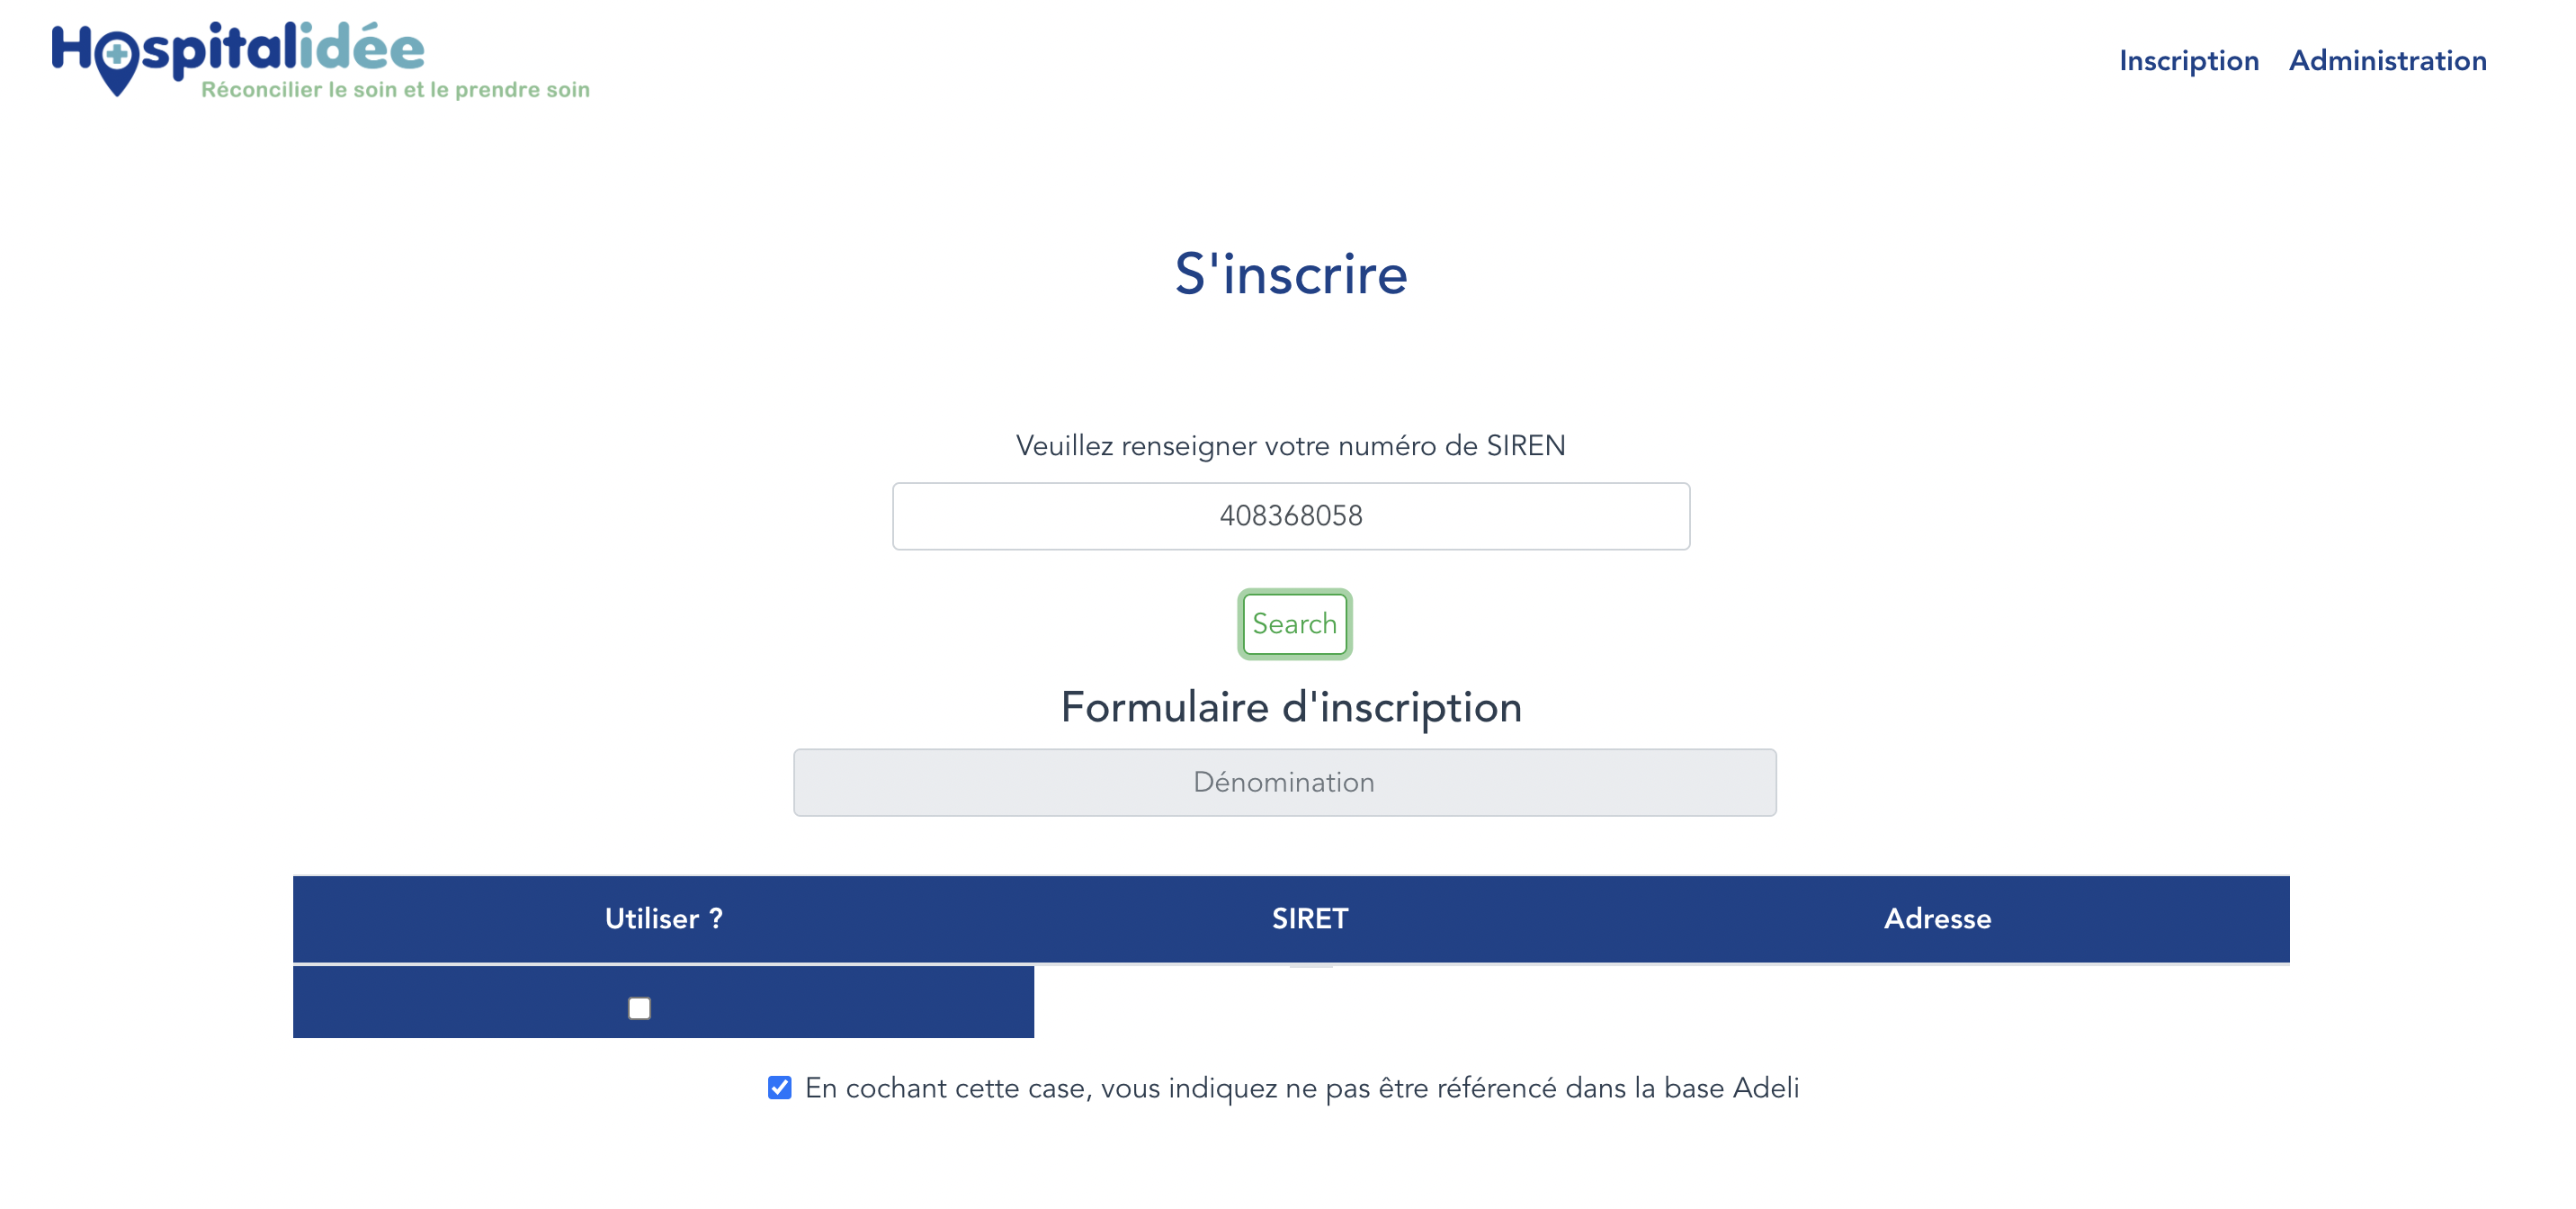 Hospitalidée
Réconcilier le soin et le prendre soin
Inscription Administration
S'inscrire
Veuillez renseigner votre numéro de SIREN
408368058
Search
Formulaire d'inscription
Dénomination
Utiliser ? SIRET Adresse
En cochant cette case, vous indiquez ne pas être référencé dans la base Adeli